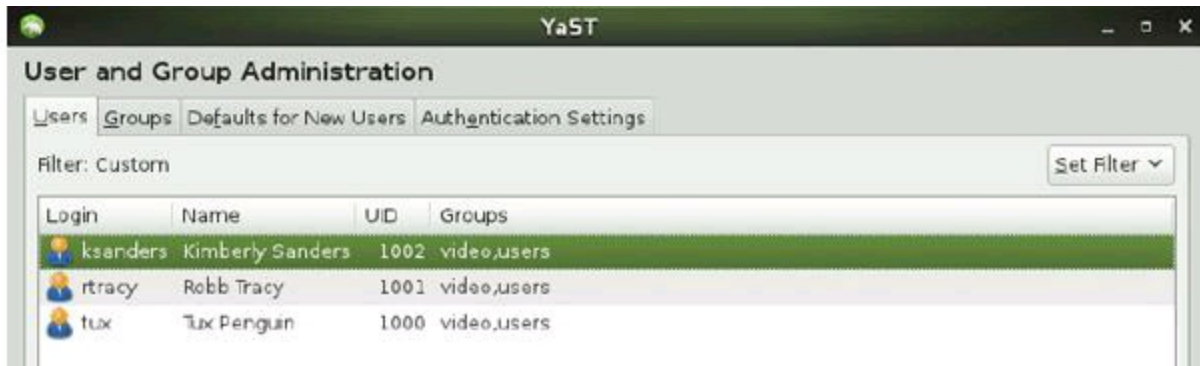 YaST
User and Group Administration
Users Groups Defaults for New Users Authentication Settings
Filter: Custom Set Filter
Login Name UID Groups
ksanders Kimberly Sanders 1002 video,users
rtracy Robb Tracy 1001 video,users
tux Tux Penguin 1000 video,users